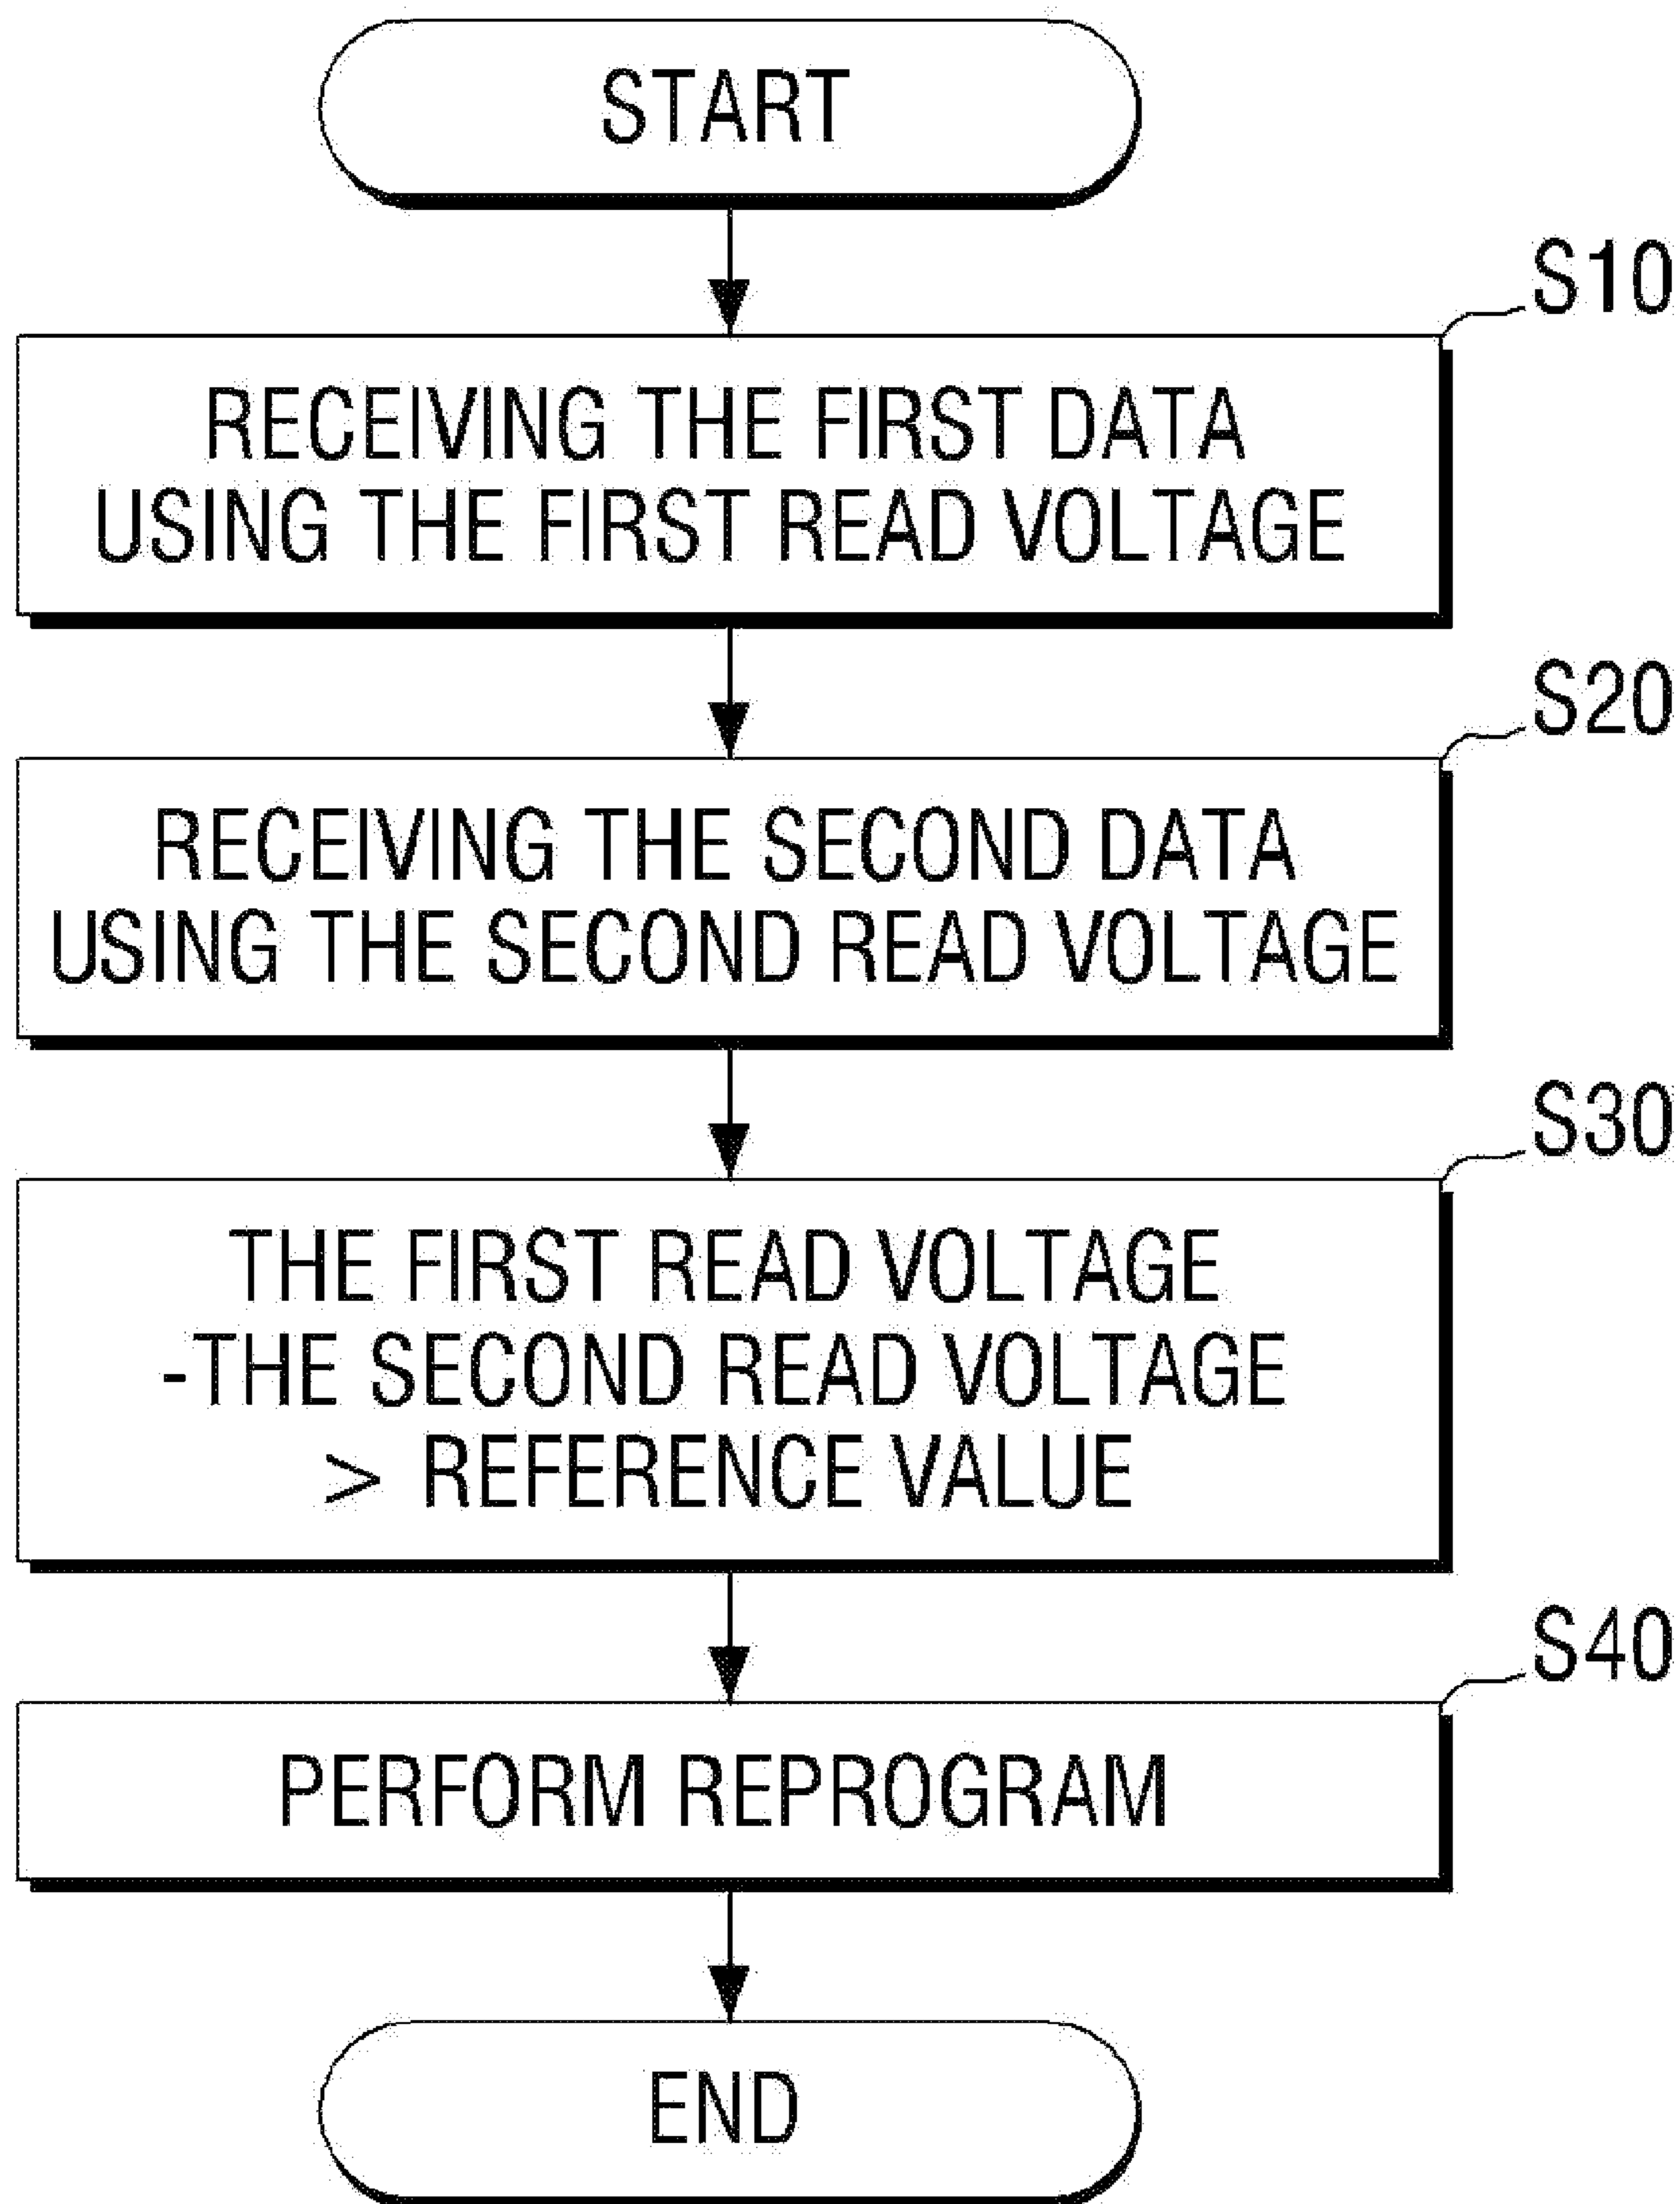 START
S10
RECEIVING THE FIRST DATA
USING THE FIRST READ VOLTAGE
S20
RECEIVING THE SECOND DATA
USING THE SECOND READ VOLTAGE
S30
THE FIRST READ VOLTAGE
-THE SECOND READ VOLTAGE
> REFERENCE VALUE
S40
PERFORM REPROGRAM
END